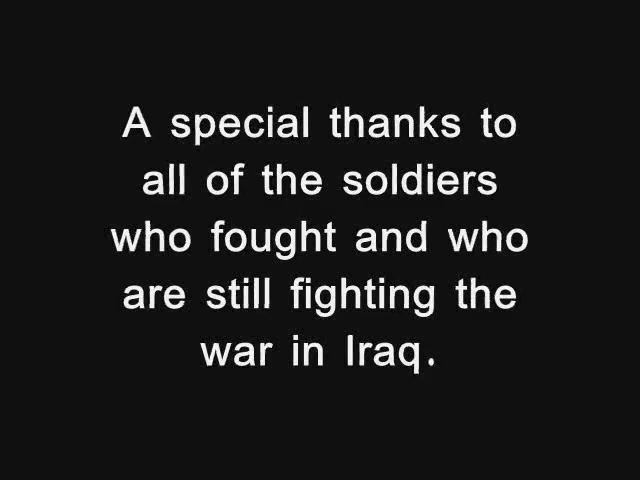 A special thanks to
all of the soldiers
who fought and who
are still fighting the
war in Iraq.